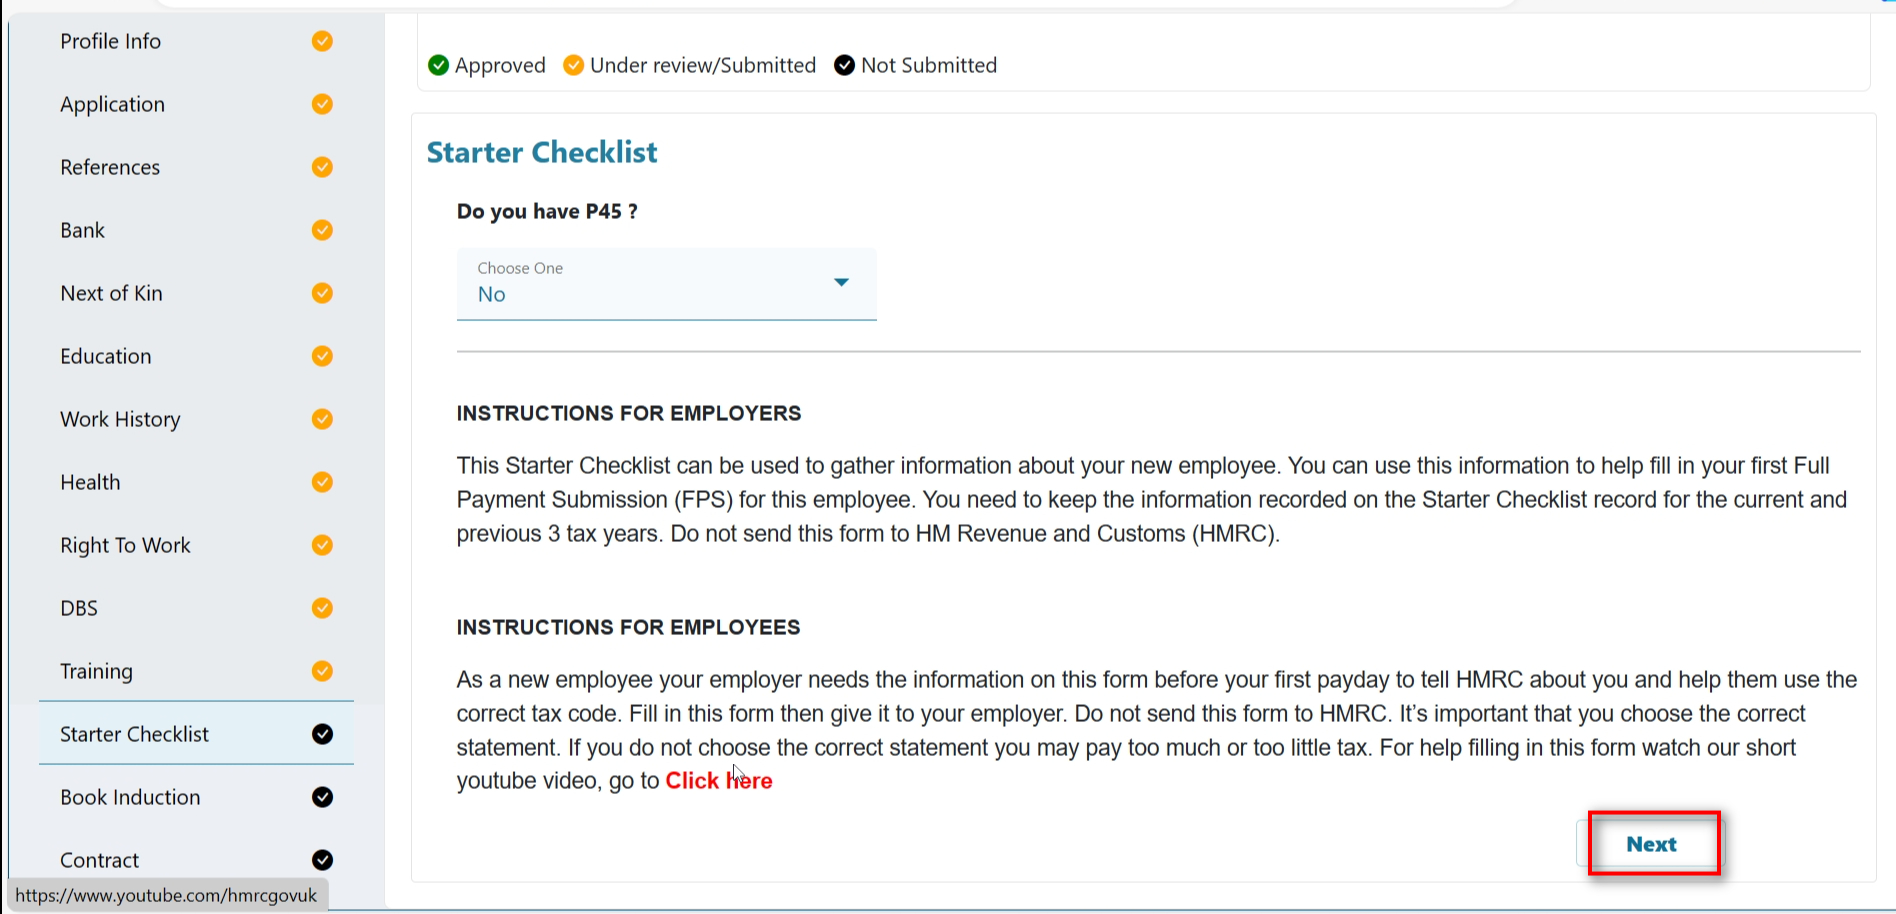 Profile Info
Application
References
Bank
Next of Kin
Education
Work History
Health
Right To Work
DBS
Training
Starter Checklist
Book Induction
Contract
https://www.youtube.com/hmrcgovuk
Approved Under review/Submitted Not Submitted
Starter Checklist
Do you have P45 ?
Choose One
No
INSTRUCTIONS FOR EMPLOYERS
This Starter Checklist can be used to gather information about your new employee. You can use this information to help fill in your first Full
Payment Submission (FPS) for this employee. You need to keep the information recorded on the Starter Checklist record for the current and
previous 3 tax years. Do not send this form to HM Revenue and Customs (HMRC).
INSTRUCTIONS FOR EMPLOYEES
As a new employee your employer needs the information on this form before your first payday to tell HMRC about you and help them use the
correct tax code. Fill in this form then give it to your employer. Do not send this form to HMRC. It’s important that you choose the correct
statement. If you do not choose the correct statement you may pay too much or too little tax. For help filling in this form watch our short
youtube video, go to Click here
Next